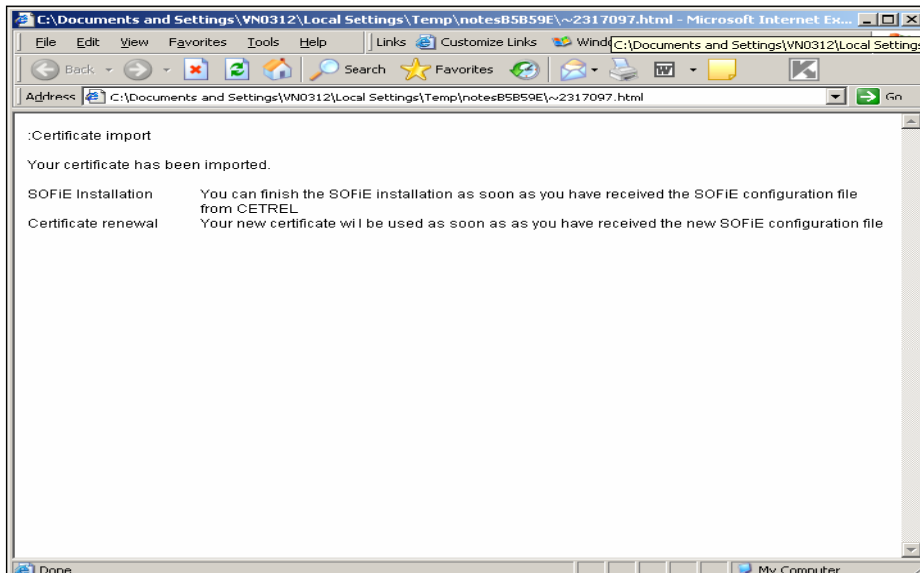 C:\Documents and Settings\VN0312\Local Settings\Temp\notesB5B59E\~2317097.html - Microsoft Internet Ex...
File Edit View Favorites Tools Help Links Customize Links
C:\Documents and Settings\VN0312\Local Settings
Back Search Favorites
Address C:\Documents and Settings\VN0312\Local Settings\Temp\notesB5B59E\~2317097.html Go
:Certificate import
Your certificate has been imported.
SOFiE Installation You can finish the SOFiE installation as soon as you have received the SOFiE configuration file
from CETREL
Certificate renewal Your new certificate wi l be used as soon as as you have received the new SOFiE configuration file
Done My Computer